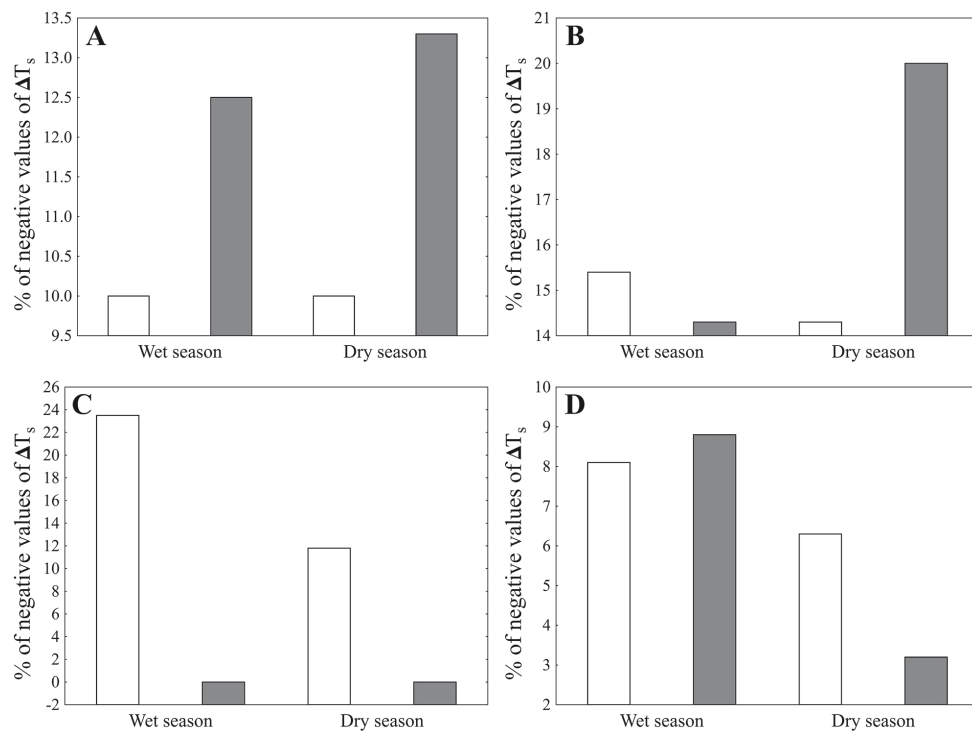 A
% of negative values of ΔTs
13.5
13.0
12.5
12.0
11.5
11.0
10.5
10.0
9.5
Wet season
Dry season
B
% of negative values of ΔTs
21
20
19
18
17
16
15
14
Wet season
Dry season
C
% of negative values of ΔTs
26
24
22
20
18
16
14
12
10
8
6
4
2
0
-2
Wet season
Dry season
D
% of negative values of ΔTs
10
9
8
7
6
5
4
3
2
Wet season
Dry season